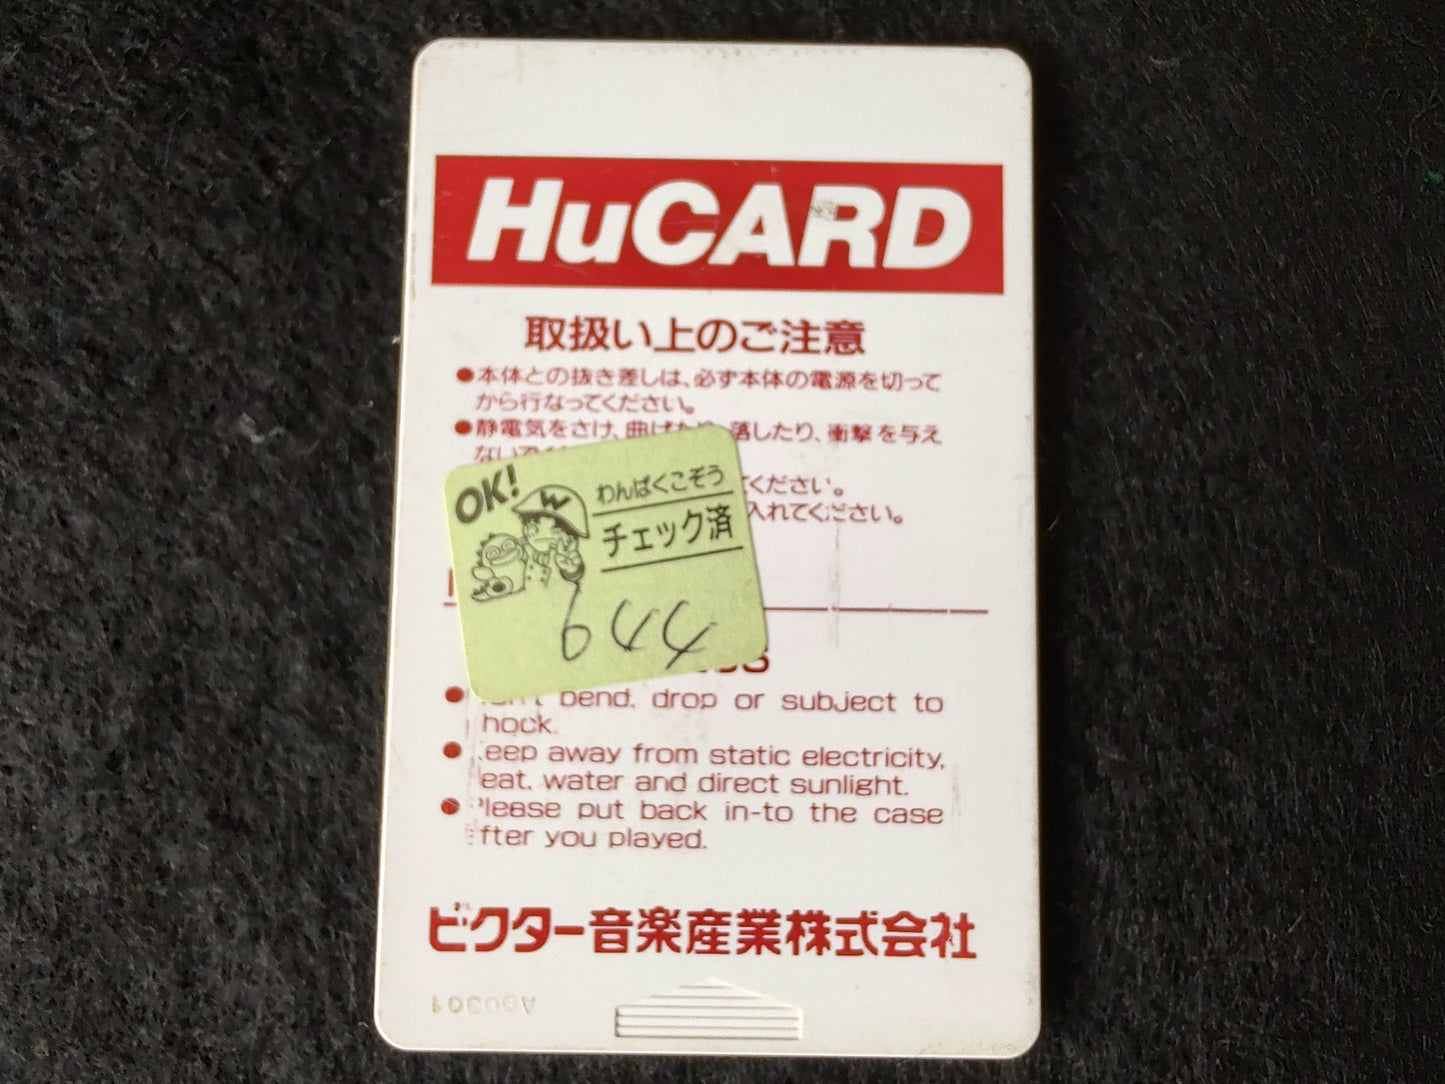 HuCARD
取扱い上のご注意
●本体との抜き差しは、必ず本体の電源を切って
から行なってください。
●静電気をさけ、曲げたり、落したり、衝撃を与え
ない
てください。
入れてください。
OK!
わんぱくこぞう
チェック済
bend, drop or subject to
hock.
eep away from static electricity,
eat, water and direct sunlight.
lease put back in-to the case
fter you played.
ビクター音楽産業株式会社